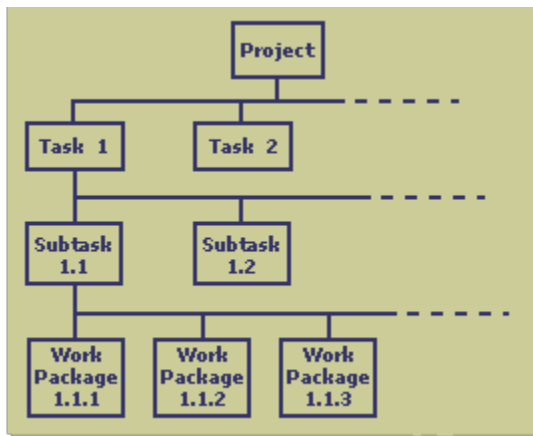 Project
Task 1
Task 2
Subtask
1.1
Subtask
1.2
Work
Package
1.1.1
Work
Package
1.1.2
Work
Package
1.1.3